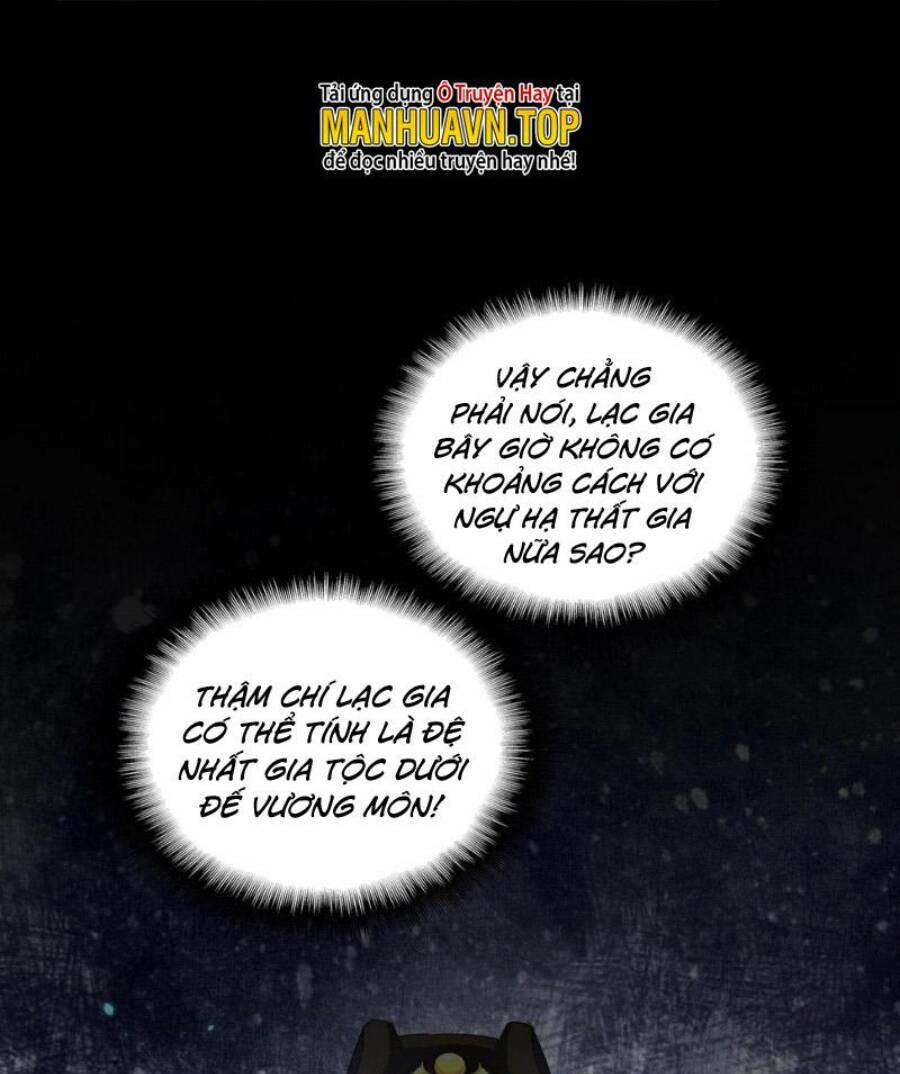 Tải ứng dụng Ô Truyện Hay tại
MANHUAVN.TOP
để đọc nhiều truyện hay nhé!
VẬY CHẲNG
PHẢI NÓI, LẠC GIA
BÂY GIỜ KHÔNG CÓ
KHOẢNG CÁCH VỚI
NGỰ HẠ THẤT GIA
NỮA SAO?
THẬM CHÍ LẠC GIA
CÓ THỂ TÍNH LÀ ĐỆ
NHẤT GIA TỘC DƯỚI
ĐẾ VƯƠNG MÔN!